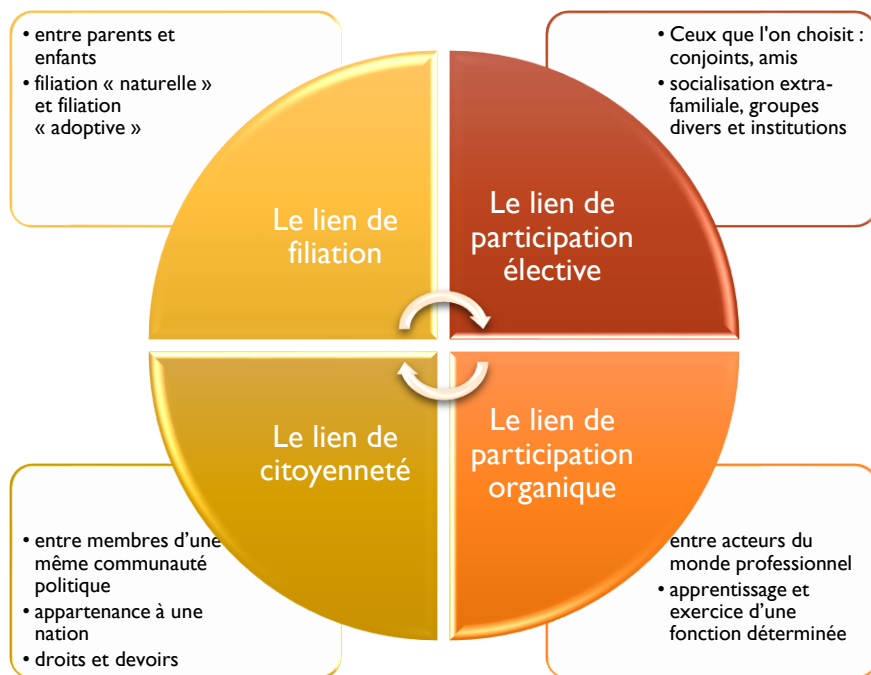 • entre parents et
enfants
• filiation « naturelle »
et filiation
« adoptive »
• Ceux que l'on choisit :
conjoints, amis
• socialisation extra-
familiale, groupes
divers et institutions
Le lien de
filiation
Le lien de
participation
élective
Le lien de
citoyenneté
Le lien de
participation
organique
• entre membres d’une
même communauté
politique
• appartenance à une
nation
• droits et devoirs
entre acteurs du
monde professionnel
• apprentissage et
exercice d’une
fonction déterminée